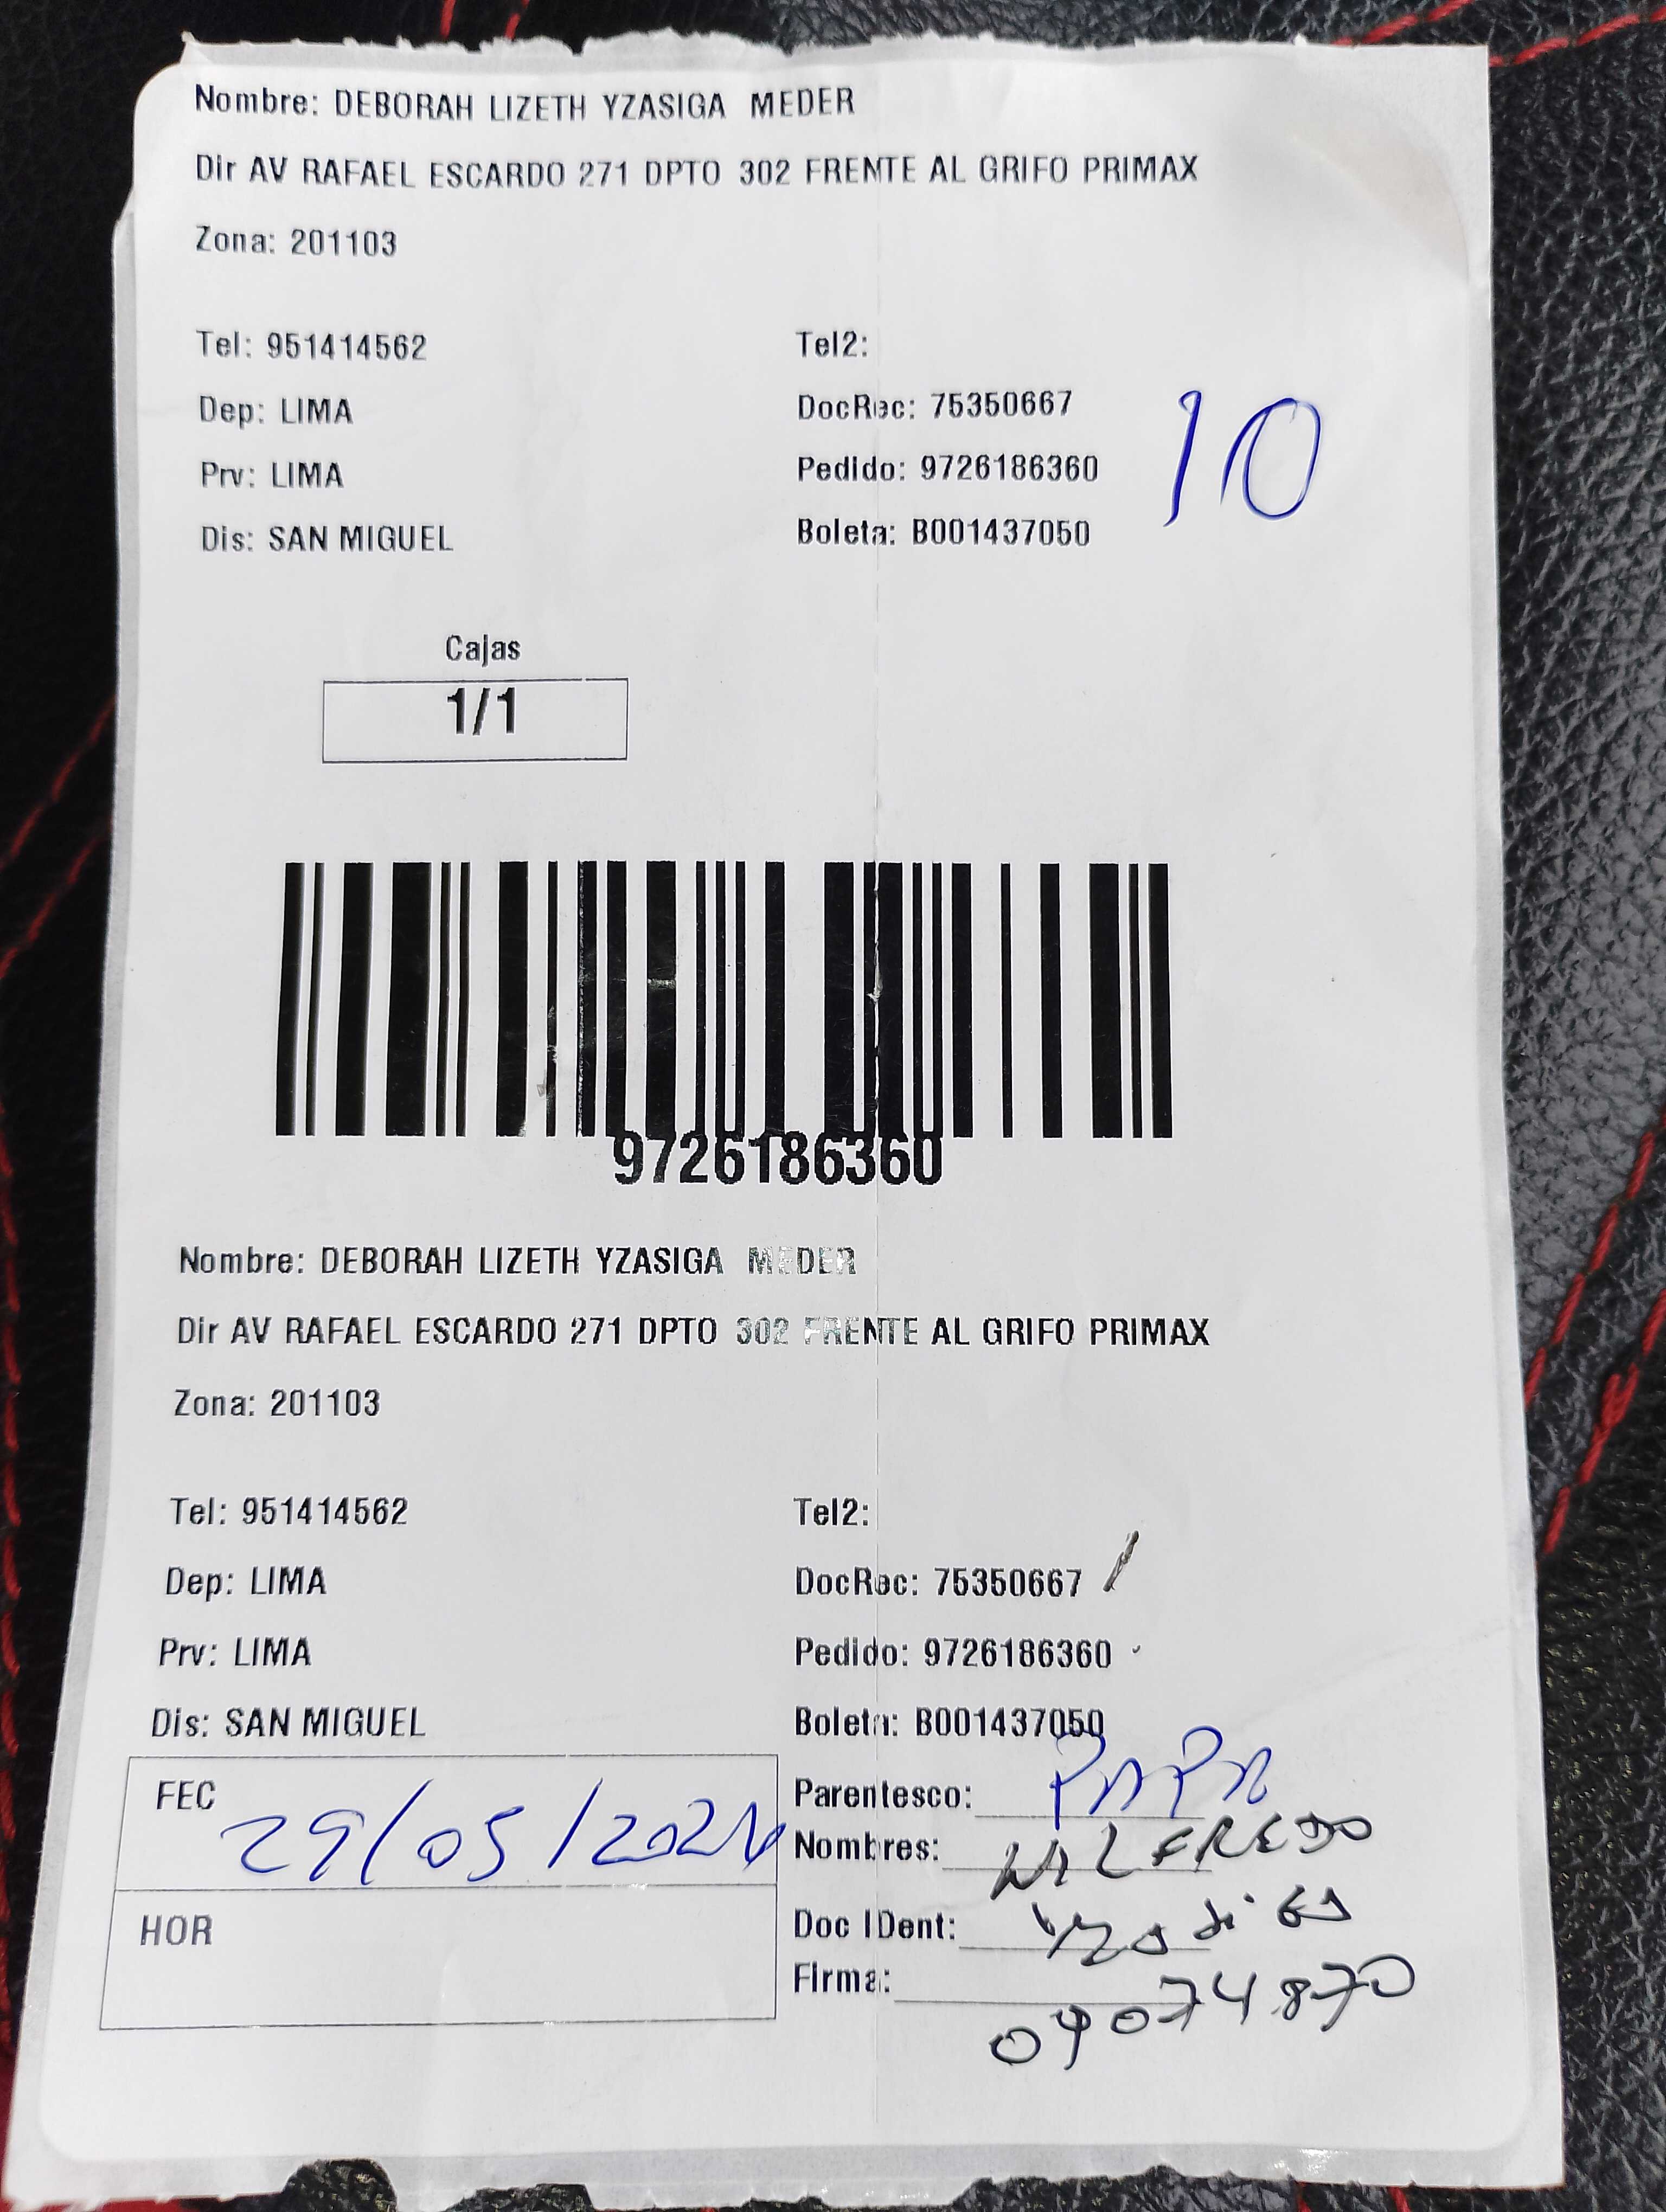 Nombre: DEBORAH LIZETH YZASIGA MEDER
Dir AV RAFAEL ESCARDO 271 DPTO 302 FRENTE AL GRIFO PRIMAX
Zona: 201103
Tel: 951414562 Tel2:
Dep: LIMA DocRec: 75350667
Prv: LIMA Pedido: 9726186360
Dis: SAN MIGUEL Boleta: B001437050
10
Cajas
1/1
9726186360
Nombre: DEBORAH LIZETH YZASIGA MEDER
Dir AV RAFAEL ESCARDO 271 DPTO 302 FRENTE AL GRIFO PRIMAX
Zona: 201103
Tel: 951414562 Tel2:
Dep: LIMA DocRec: 75350667
Prv: LIMA Pedido: 9726186360
Dis: SAN MIGUEL Boleta: B001437050
FEC 29/05/202
HOR
Parentesco: PAPA
Nombres: WILFREDO
Doc IDent:
Firma:
09074870